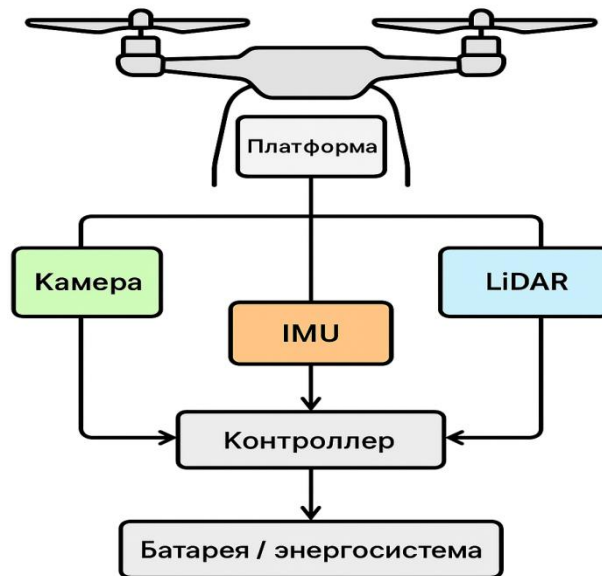 Платформа
Камера
LiDAR
IMU
Контроллер
Батарея / энергосистема